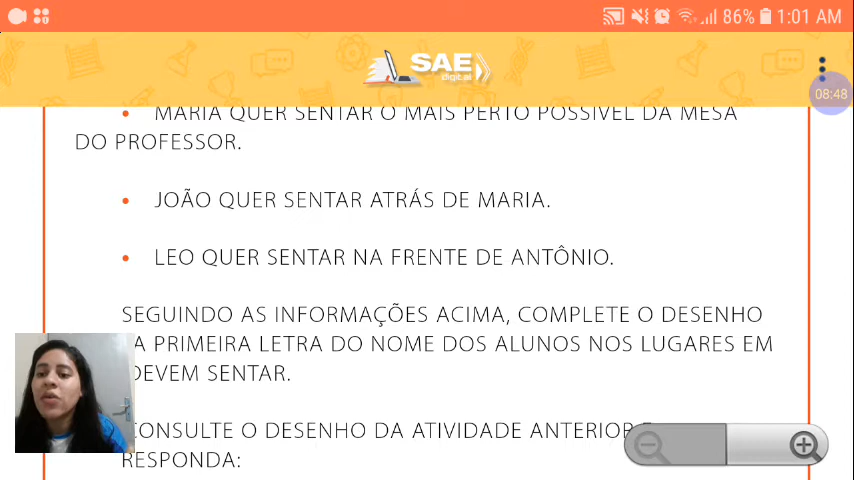 86% 1:01 AM
SAE
digital
08:48
• MARIA QUER SENTAR O MAIS PERTO POSSÍVEL DA MESA
DO PROFESSOR.
• JOÃO QUER SENTAR ATRÁS DE MARIA.
• LEO QUER SENTAR NA FRENTE DE ANTÔNIO.
SEGUINDO AS INFORMAÇÕES ACIMA, COMPLETE O DESENHO
A PRIMEIRA LETRA DO NOME DOS ALUNOS NOS LUGARES EM
DEVEM SENTAR.
CONSULTE O DESENHO DA ATIVIDADE ANTERIOR E
RESPONDA: